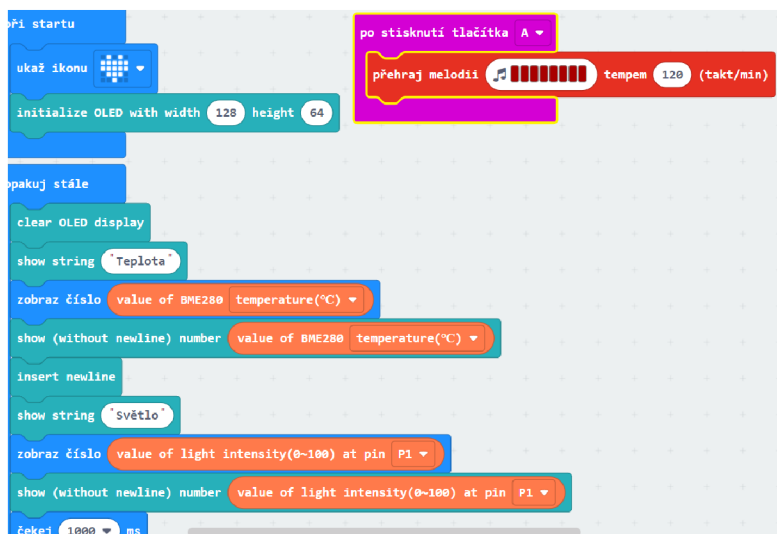 při startu
ukaž ikonu
initialize OLED with width 128 height 64
po stisknutí tlačítka A
přehraj melodii tempem 120 (takt/min)
opakuj stále
clear OLED display
show string "Teplota"
zobraz číslo value of BME280 temperature(℃)
show (without newline) number value of BME280 temperature(℃)
insert newline
show string "Světlo"
zobraz číslo value of light intensity(0~100) at pin P1
show (without newline) number value of light intensity(0~100) at pin P1
čekej 1000 ms